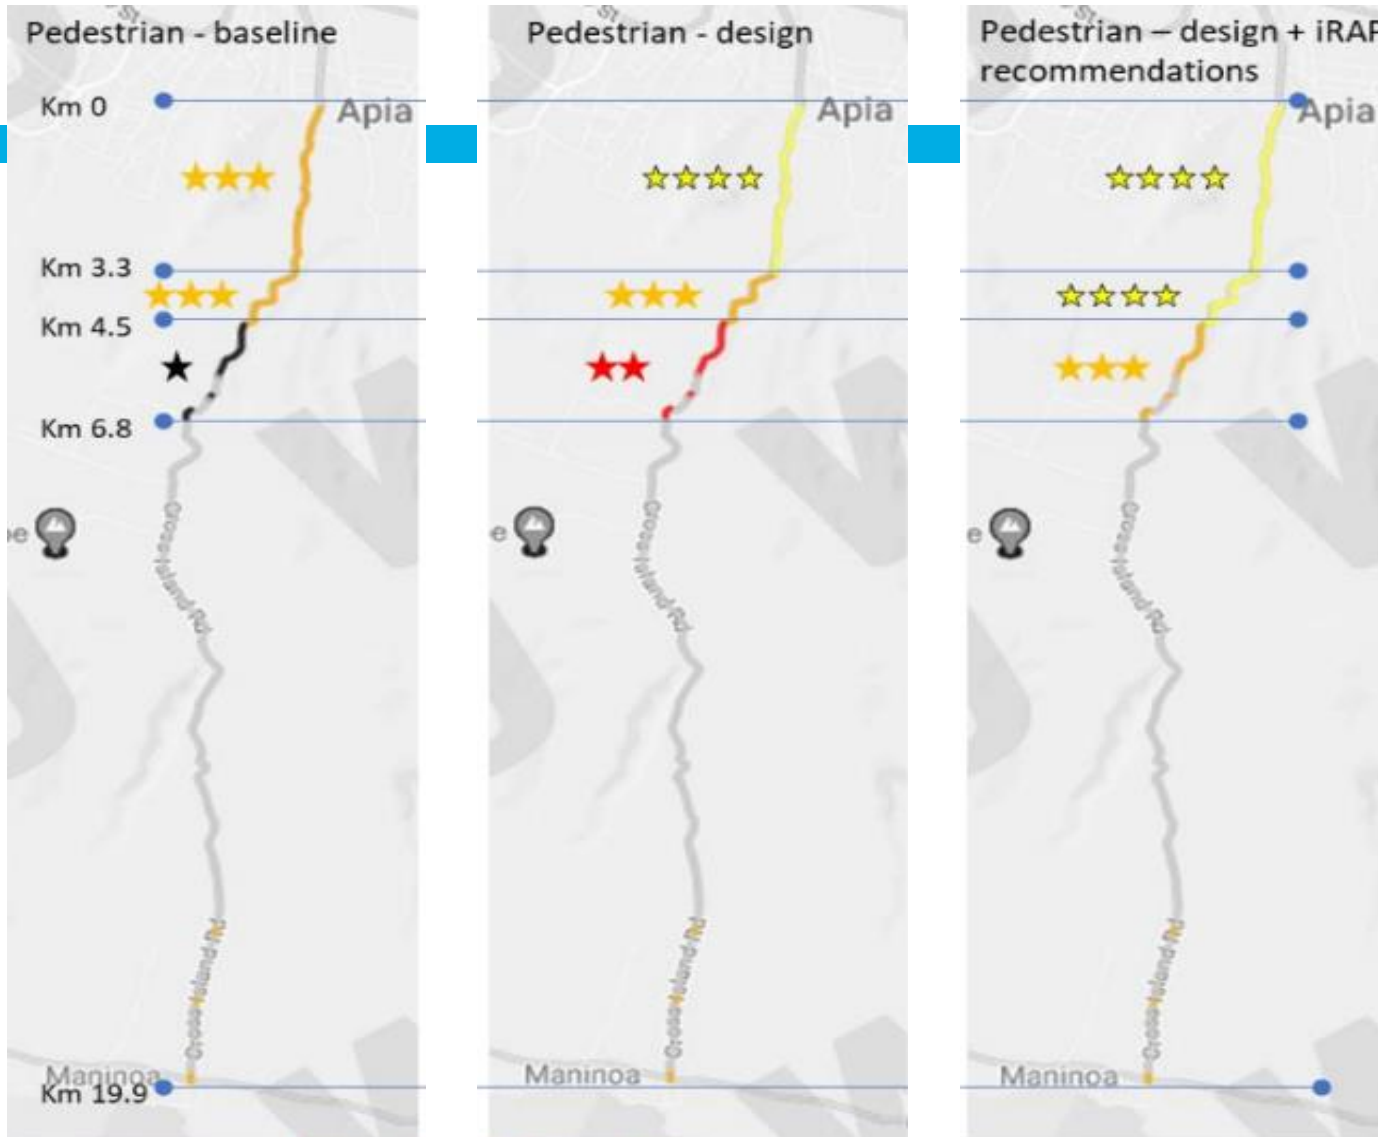 St
Pedestrian - baseline
Km 0
Apia
Km 3.3
Km 4.5
Km 6.8
e
Cross Island Rd
Cross Island Rd
Maninoa
Km 19.9
Pedestrian - design
Apia
e
Cross Island Rd
Cross Island Rd
Maninoa
St
Pedestrian – design + iRAP
recommendations
Apia
e
Cross Island Rd
Cross Island Rd
Maninoa